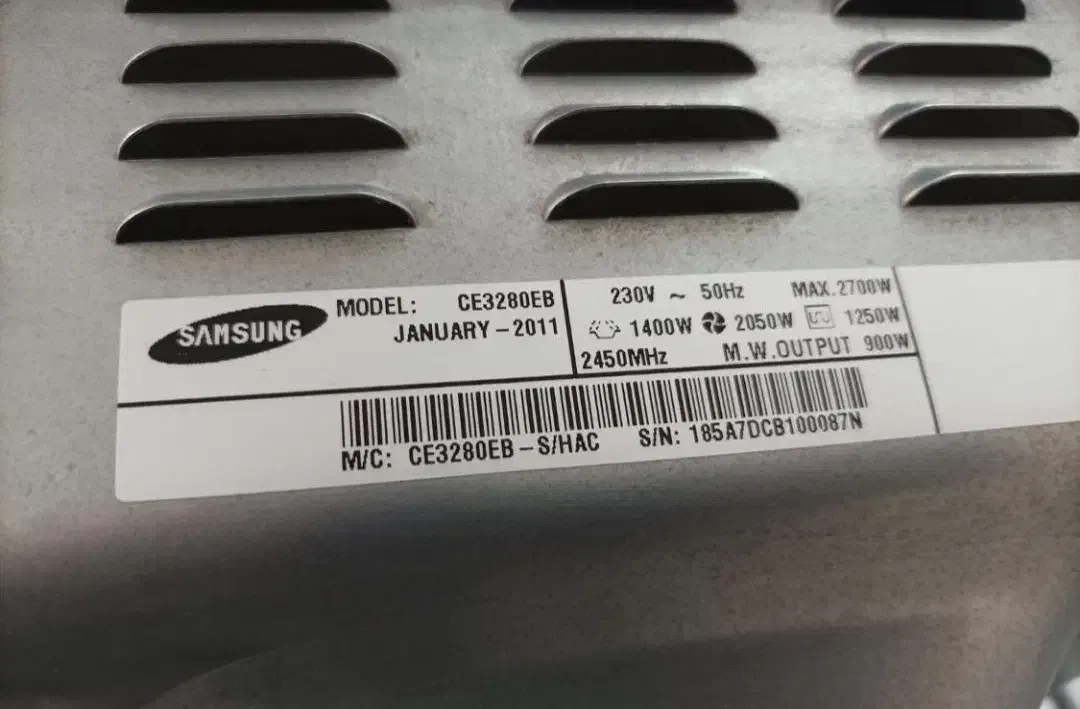 SAMSUNG
MODEL: CE3280EB
JANUARY-2011
230V ~ 50Hz MAX.2700W
1400W 2050W 1250W
2450MHz M.W.OUTPUT 900W
M/C: CE3280EB-S/HAC S/N: 185A7DCB100087N